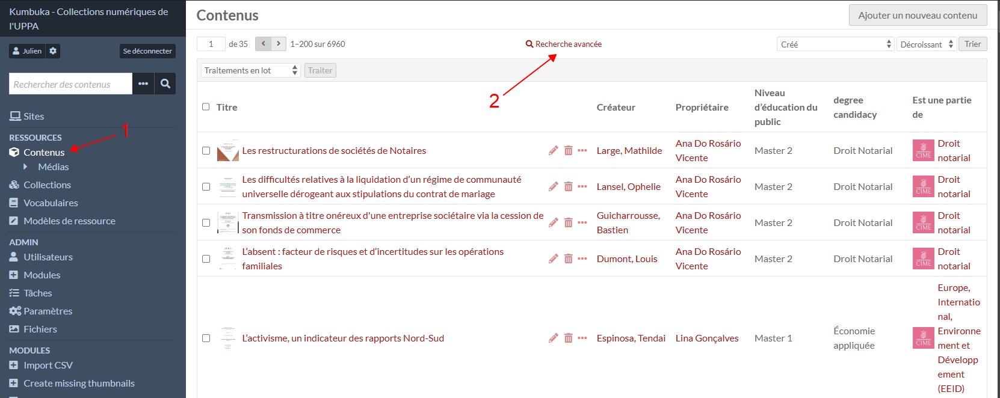 Kumbuka - Collections numériques de
l'UPPA
Julien
Se déconnecter
Rechercher des contenus
Sites
RESSOURCES
1
Contenus
Médias
Collections
Vocabulaires
Modèles de ressource
ADMIN
Utilisateurs
Modules
Tâches
Paramètres
Fichiers
MODULES
Import CSV
Create missing thumbnails
Contenus
Ajouter un nouveau contenu
1 de 35 1–200 sur 6960
Recherche avancée
Créé Décroissant Trier
Traitements en lot Traiter
2
Titre
Créateur
Propriétaire
Niveau
d’éducation du
public
degree
candidacy
Est une partie
de
Les restructurations de sociétés de Notaires
Large, Mathilde
Ana Do Rosário
Vicente
Master 2
Droit Notarial
CIME
Droit
notarial
Les difficultés relatives à la liquidation d’un régime de communauté
universelle dérogeant aux stipulations du contrat de mariage
Lansel, Ophelie
Ana Do Rosário
Vicente
Master 2
Droit Notarial
CIME
Droit
notarial
Transmission à titre onéreux d'une entreprise sociétaire via la cession de
son fonds de commerce
Guicharrousse,
Bastien
Ana Do Rosário
Vicente
Master 2
Droit Notarial
CIME
Droit
notarial
L’absent : facteur de risques et d’incertitudes sur les opérations
familiales
Dumont, Louis
Ana Do Rosário
Vicente
Master 2
Droit Notarial
CIME
Droit
notarial
L’activisme, un indicateur des rapports Nord-Sud
Espinosa, Tendai
Lina Gonçalves
Master 1
Économie
appliquée
CIME
Europe,
Internatio
nal,
Environne
ment et
Développ
ement
(EEID)